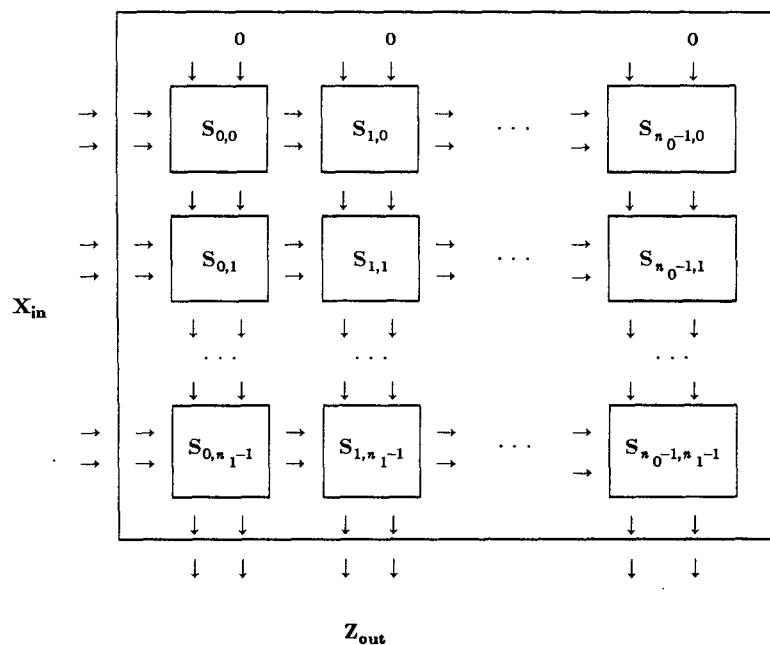 0 0 0
S0,0 S1,0 . . . Sn0-1,0
S0,1 S1,1 . . . Sn0-1,1
Xin
. . . . . . . . .
S0,n1-1 S1,n1-1 . . . Sn0-1,n1-1
Zout